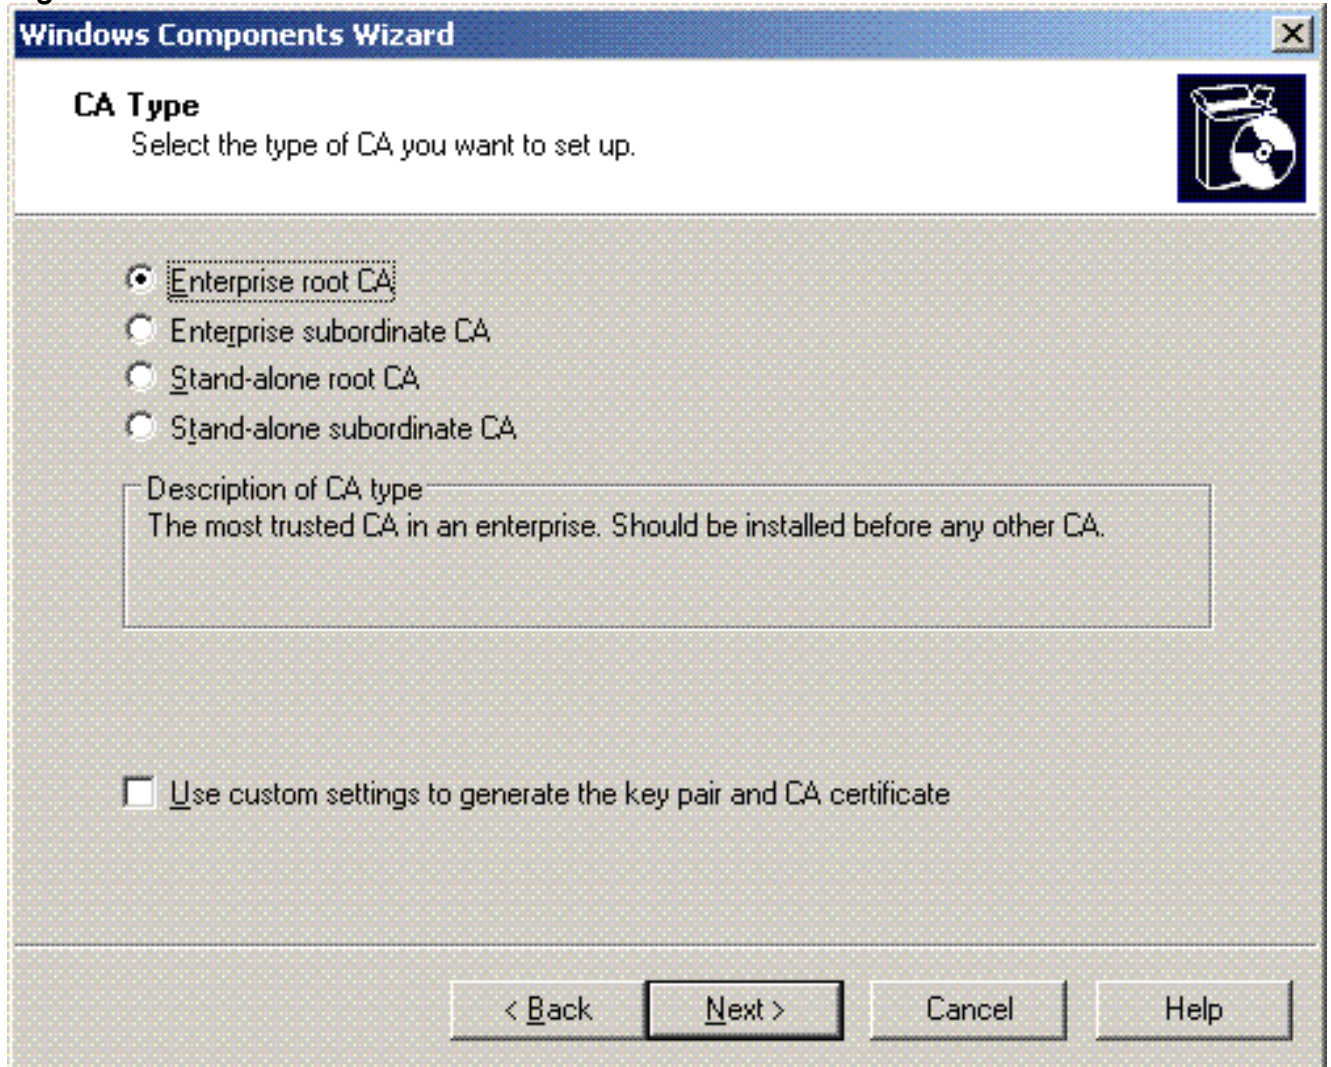 Windows Components Wizard
CA Type
Select the type of CA you want to set up.
Enterprise root CA
Enterprise subordinate CA
Stand-alone root CA
Stand-alone subordinate CA
Description of CA type
The most trusted CA in an enterprise. Should be installed before any other CA.
Use custom settings to generate the key pair and CA certificate
< Back Next > Cancel Help